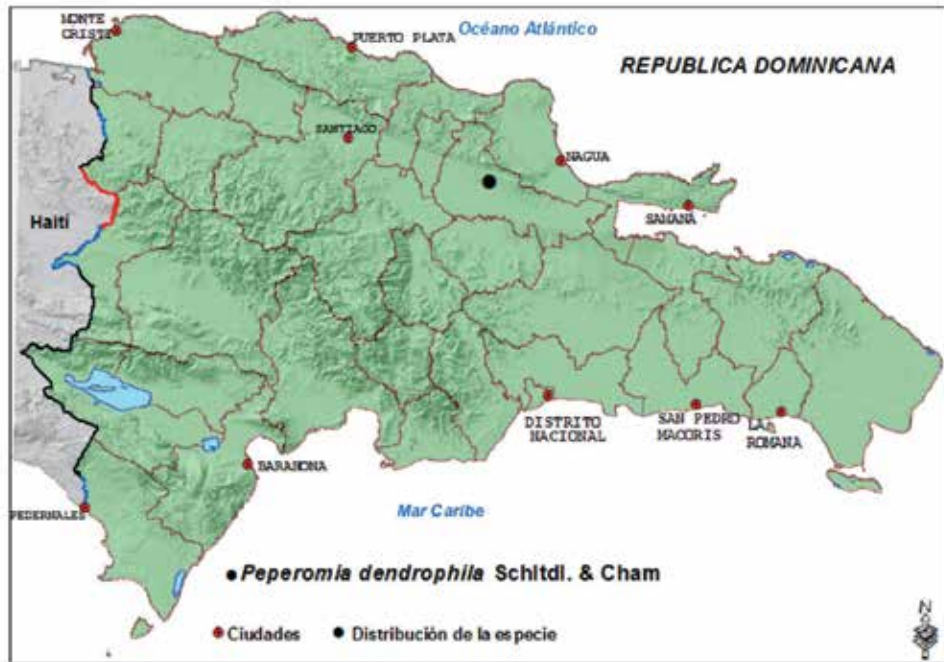 MONTE
CRISTI
PUERTO PLATA
Océano Atlántico
REPUBLICA DOMINICANA
SANTIAGO
NAGUA
SAMANÁ
Haití
DISTRITO
NACIONAL
SAN PEDRO
MACORIS
LA
ROMANA
BARAHONA
PEDERNALES
Mar Caribe
Peperomia dendrophila Schltdl. & Cham
Ciudades
Distribución de la especie
N